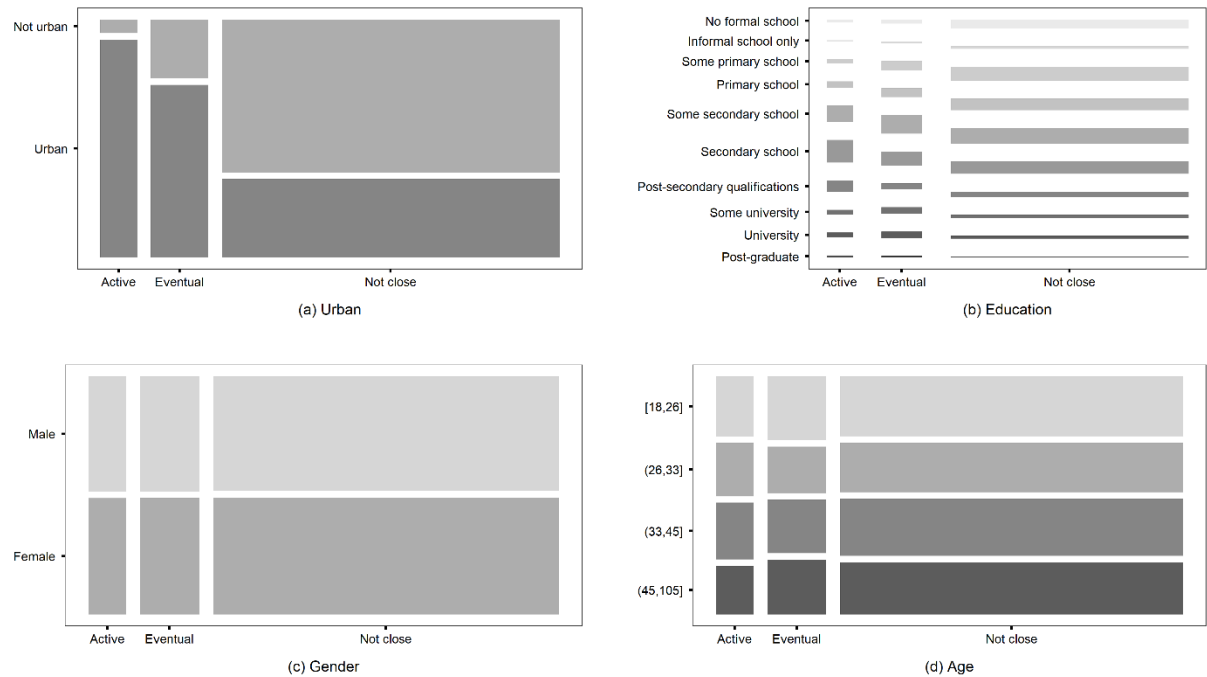 Not urban
Urban
Active
Eventual
Not close
(a) Urban
No formal school
Informal school only
Some primary school
Primary school
Some secondary school
Secondary school
Post-secondary qualifications
Some university
University
Post-graduate
Active
Eventual
Not close
(b) Education
Male
Female
Active
Eventual
Not close
(c) Gender
[18,26]
(26,33]
(33,45]
(45,105]
Active
Eventual
Not close
(d) Age